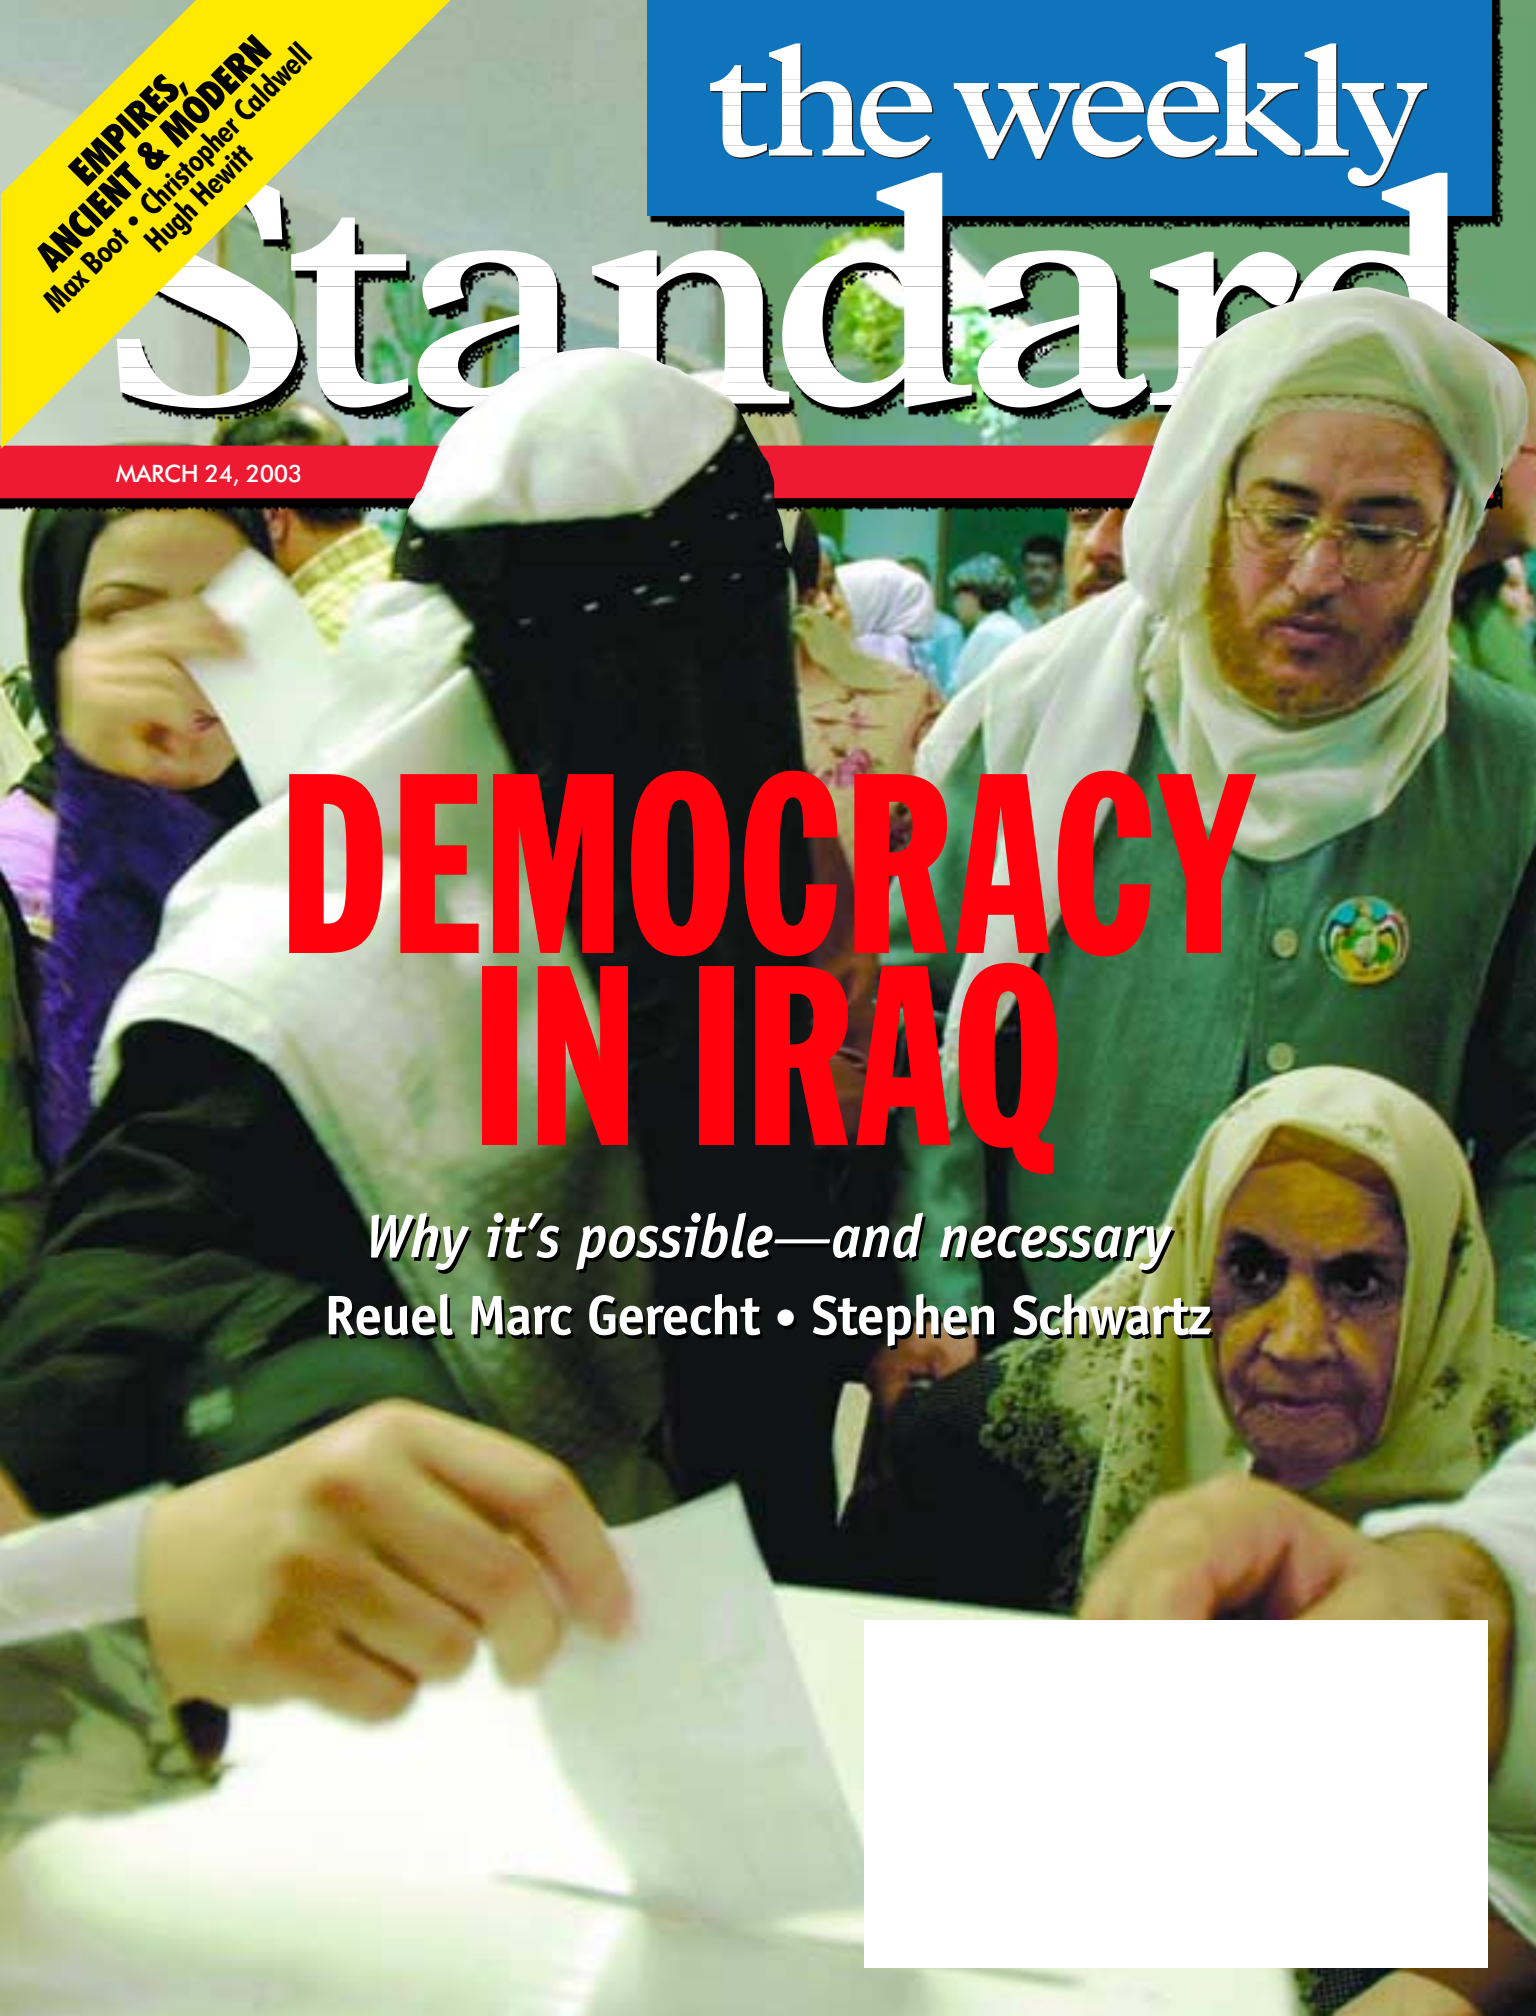 EMPIRES,
ANCIENT & MODERN
Max Boot • Christopher Caldwell
Hugh Hewitt
the weekly
Standard
MARCH 24, 2003
DEMOCRACY
IN IRAQ
Why it's possible—and necessary
Reuel Marc Gerecht • Stephen Schwartz